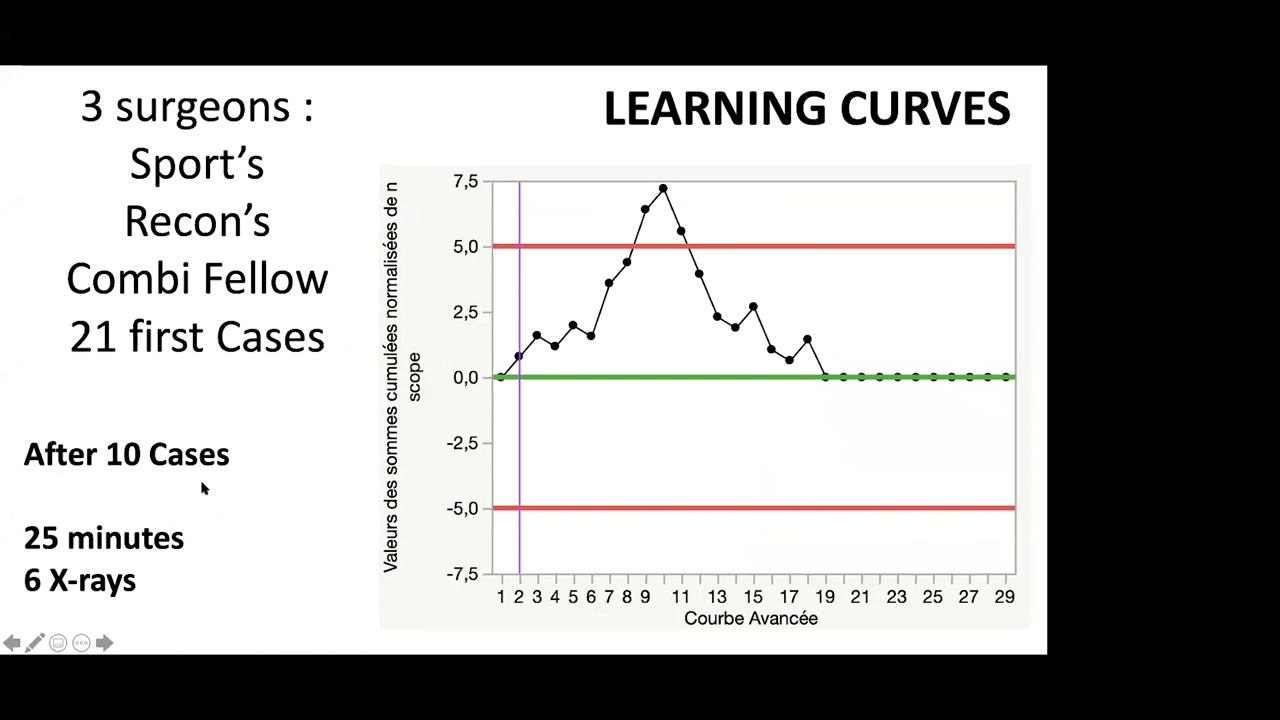 3 surgeons :
Sport’s
Recon’s
Combi Fellow
21 first Cases
After 10 Cases
25 minutes
6 X-rays
LEARNING CURVES
Valeurs des sommes cumulées normalisées de n
scope
7,5
5,0
2,5
0,0
-2,5
-5,0
-7,5
1 2 3 4 5 6 7 8 9 11 13 15 17 19 21 23 25 27 29
Courbe Avancée